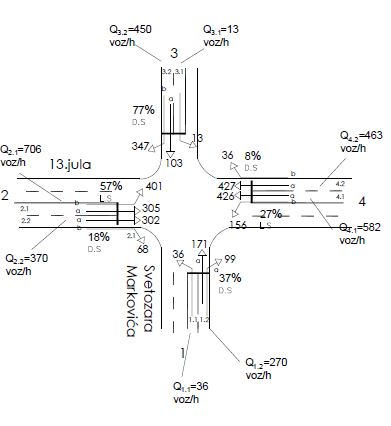 Q3.2=450
voz/h
Q3.1=13
voz/h
3
3.2 3.1
b
a
77%
D.S
347
13
103
Q2.1=706
voz/h
13.jula
36
8%
D.S
Q4.2=463
voz/h
b
4.2
a
427
426
a
4.1
4
2
57%
L S
401
b
2.1
a
305
2.2
a
302
b
18%
D.S
2.1
68
27%
L.S
156
Q4.1=582
voz/h
Q2.2=370
voz/h
Svetozara
Markovića
171
36
99
a
37%
D.S
1.1 1.2
1
Q1.2=270
voz/h
Q1.1=36
voz/h